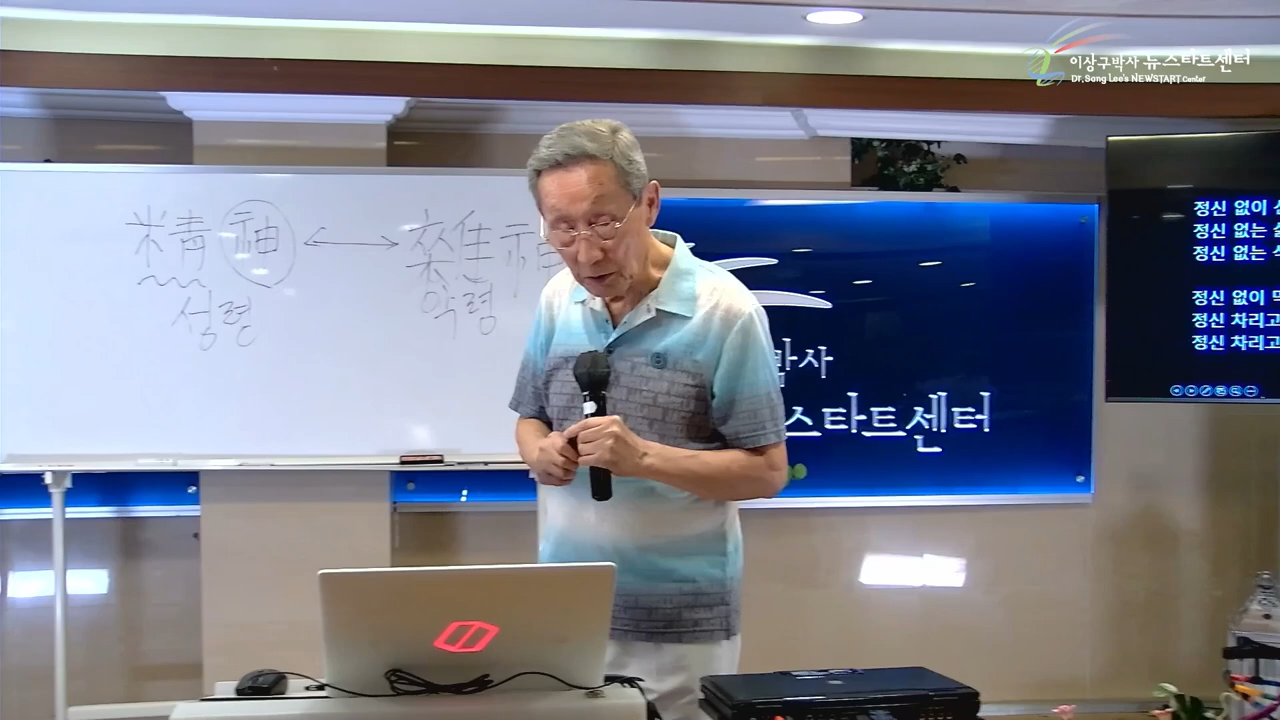 이상구박사 뉴스타트센터
Dr. Sang Lee's NEWSTART Center
精神 ↔ 雜神
성령 악령
박사
스타트센터
정신 없이
정신 없는
정신 없는
정신 없이
정신 차리고
정신 차리고